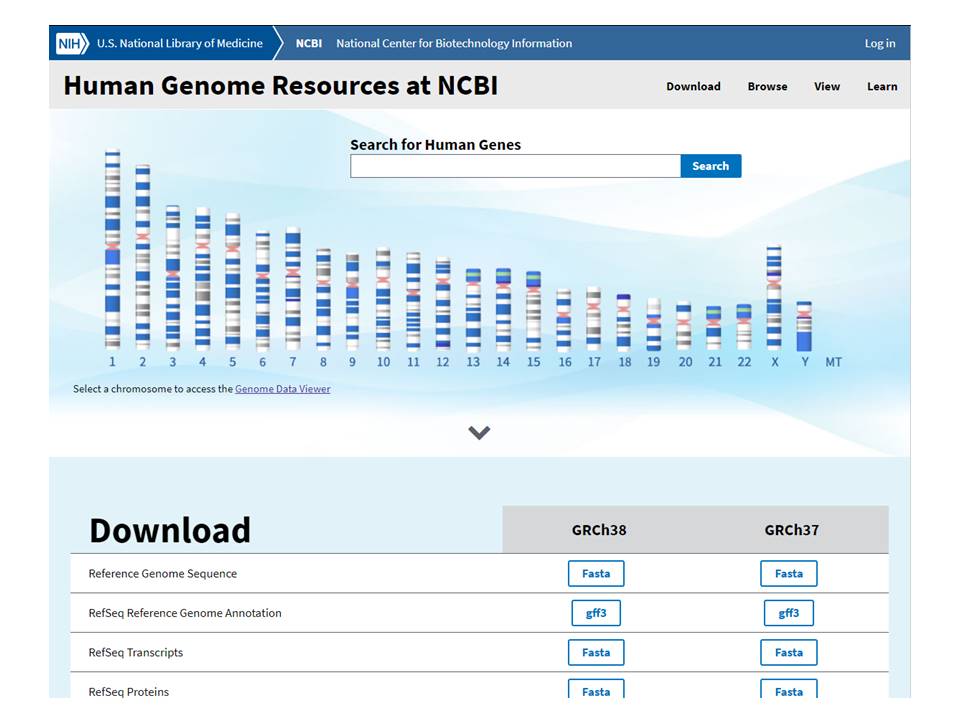 NIH U.S. National Library of Medicine NCBI National Center for Biotechnology Information Log in
Human Genome Resources at NCBI Download Browse View Learn
Search for Human Genes
Search
1 2 3 4 5 6 7 8 9 10 11 12 13 14 15 16 17 18 19 20 21 22 X Y MT
Select a chromosome to access the Genome Data Viewer
Download GRCh38 GRCh37
Reference Genome Sequence Fasta Fasta
RefSeq Reference Genome Annotation gff3 gff3
RefSeq Transcripts Fasta Fasta
RefSeq Proteins Fasta Fasta